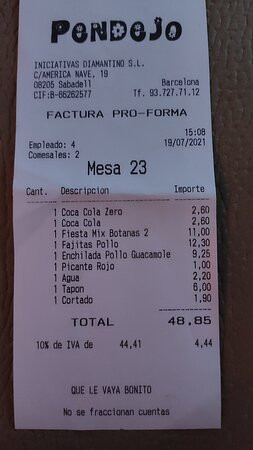 PENDEJO
INICIATIVAS DIAMANTINO S.L.
C/AMERICA NAVE, 19
08205 Sabadell Barcelona
CIF:B-66262577 Tf. 93.727.71.12
FACTURA PRO-FORMA
15:08
Empleado: 4 19/07/2021
Comesales: 2
Mesa 23
Cant. Descripcion Importe
1 Coca Cola Zero 2,60
1 Coca Cola 2,60
1 Fiesta Mix Botanas 2 11,00
1 Fajitas Pollo 12,30
1 Enchilada Pollo Guacamole 9,25
1 Picante Rojo 1,00
1 Agua 2,20
1 Tapon 6,00
1 Cortado 1,90
TOTAL 48,85
10% de IVA de 44,41 4,44
QUE LE VAYA BONITO
No se fraccionan cuentas